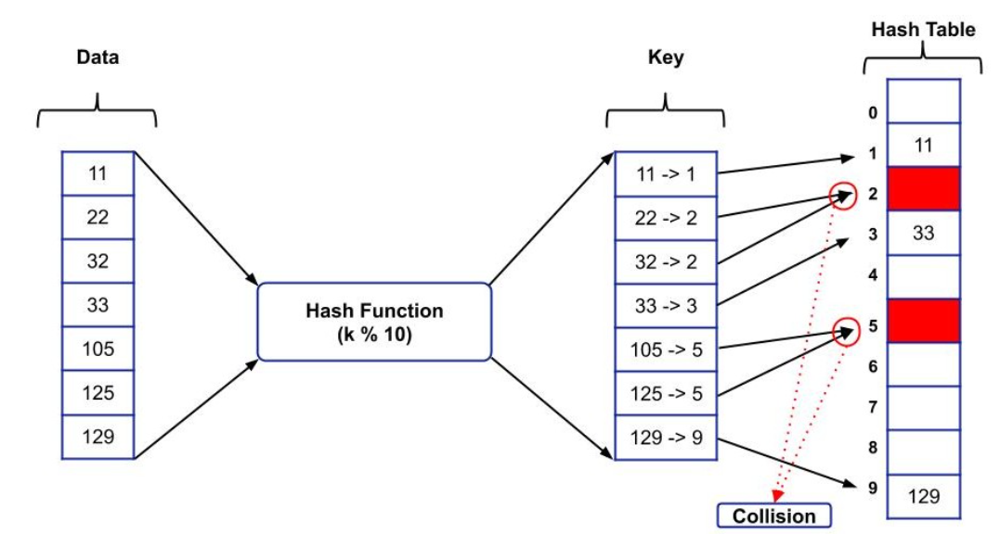 Hash Table
Data
Key
11
22
32
33
105
125
129
Hash Function
(k % 10)
11 -> 1
22 -> 2
32 -> 2
33 -> 3
105 -> 5
125 -> 5
129 -> 9
0
1
11
2
3
33
4
5
6
7
8
9
129
Collision